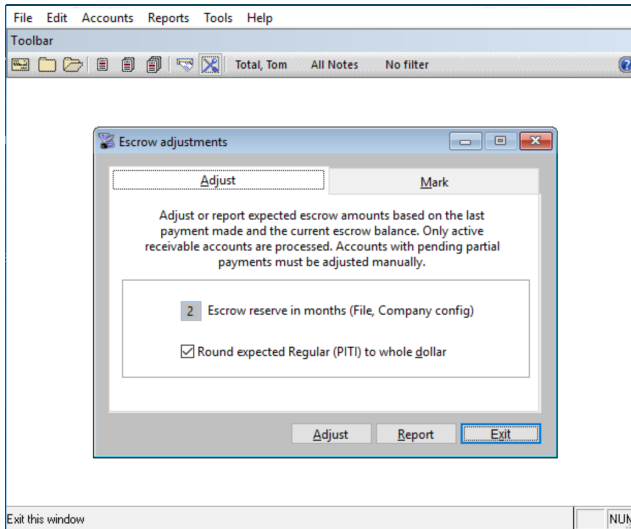 File Edit Accounts Reports Tools Help
Toolbar
Total, Tom All Notes No filter
Escrow adjustments
Adjust Mark
Adjust or report expected escrow amounts based on the last
payment made and the current escrow balance. Only active
receivable accounts are processed. Accounts with pending partial
payments must be adjusted manually.
2 Escrow reserve in months (File, Company config)
Round expected Regular (PITI) to whole dollar
Adjust Report Exit
Exit this window